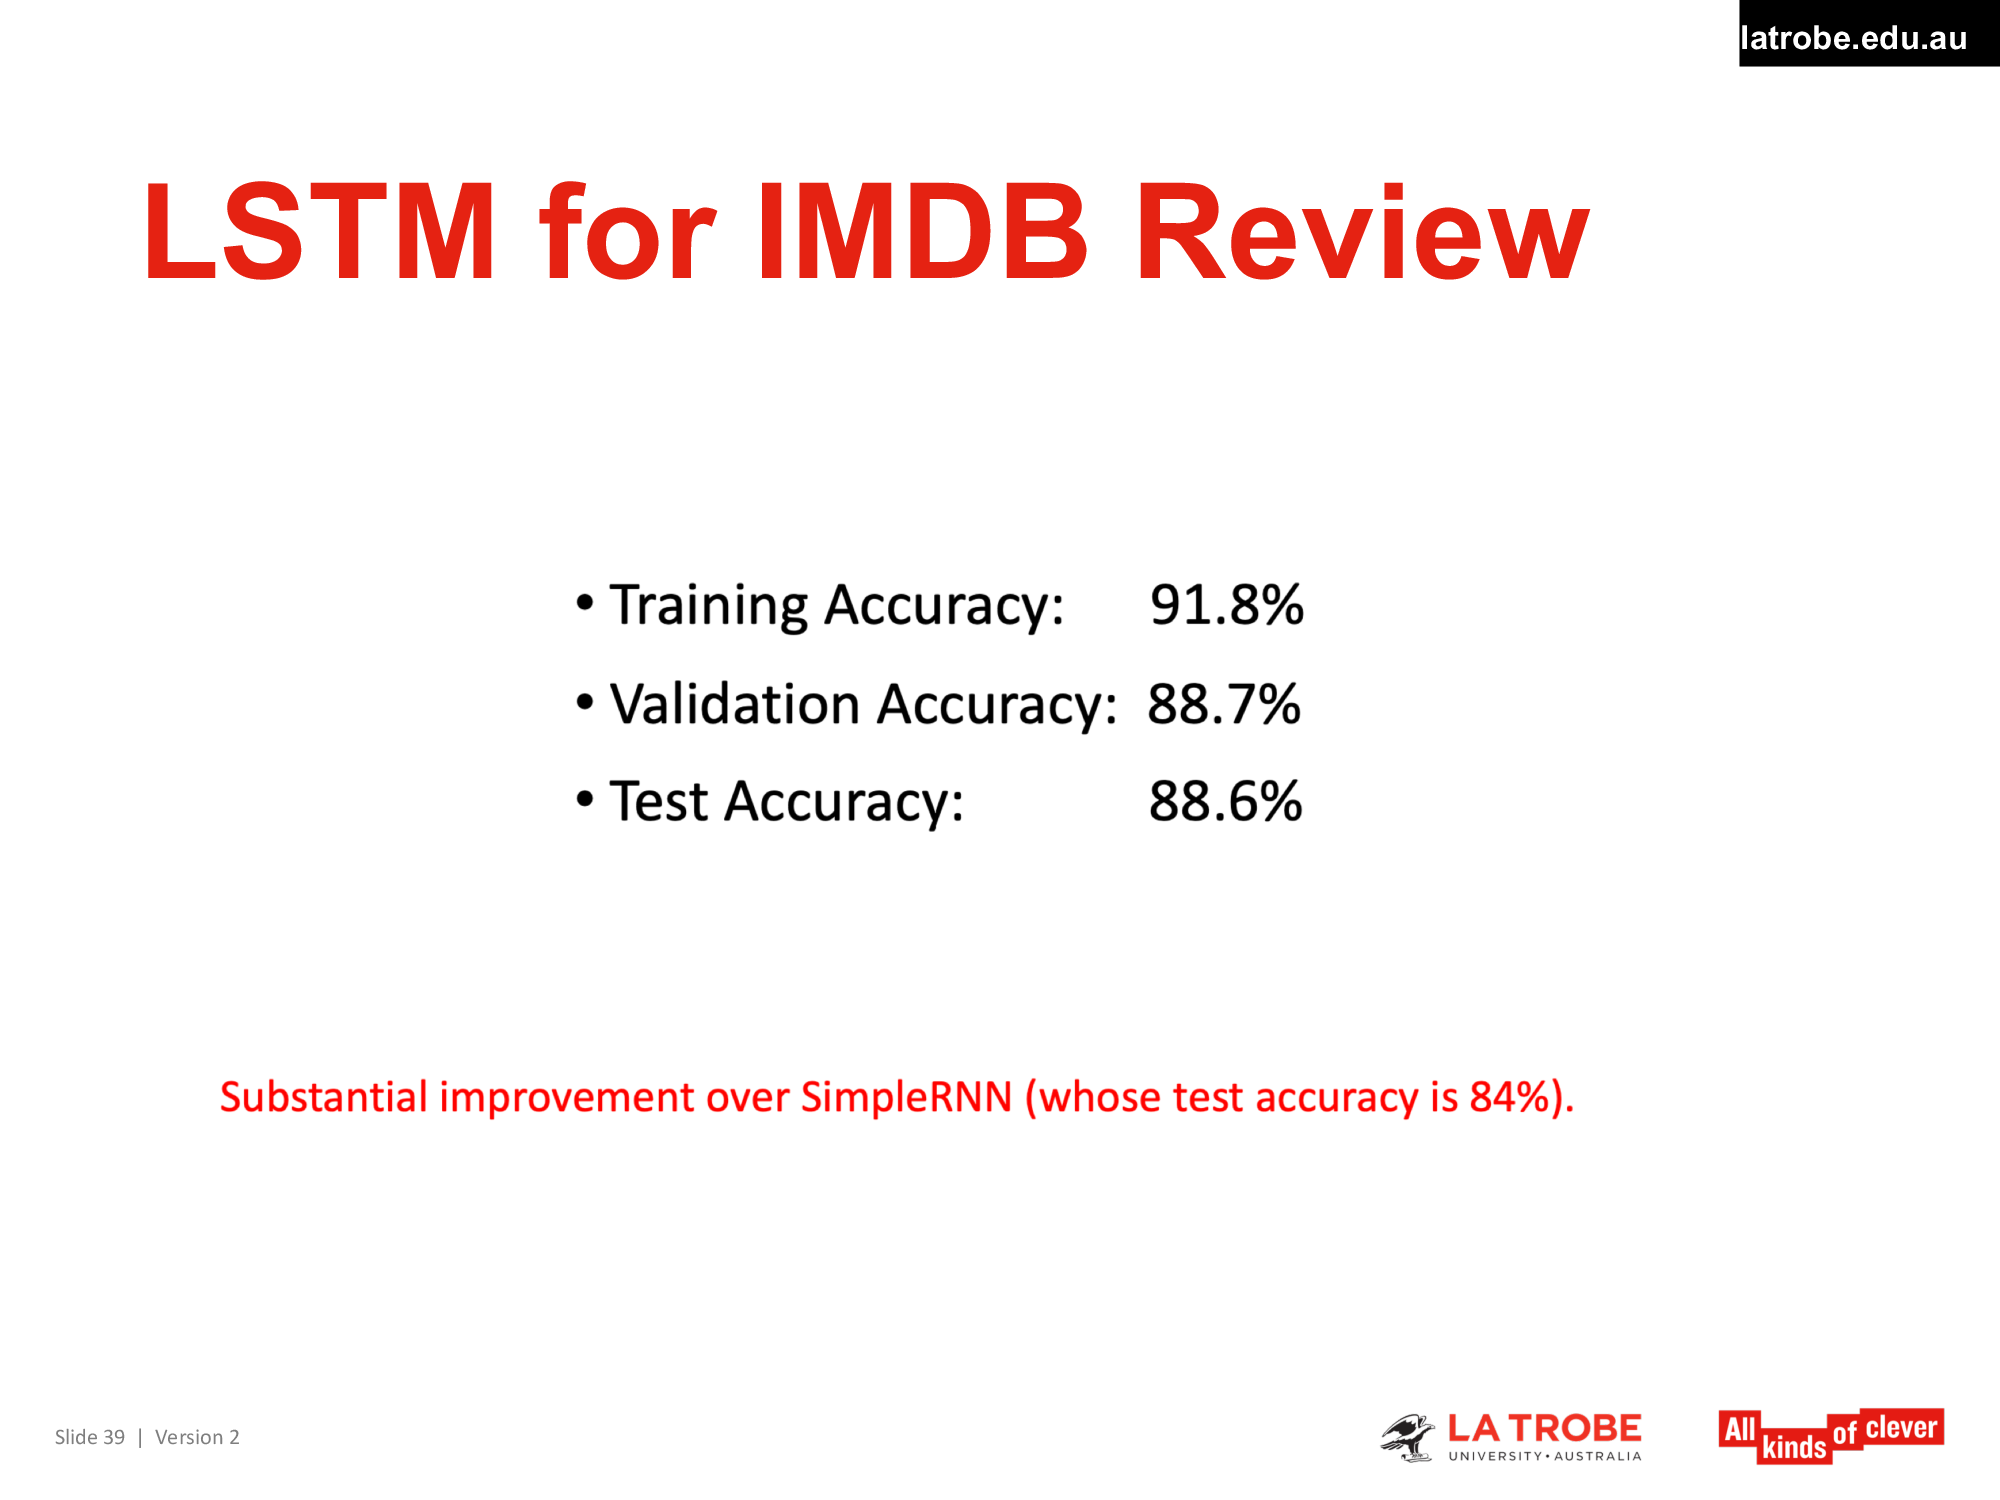 latrobe.edu.au
LSTM for IMDB Review
• Training Accuracy: 91.8%
• Validation Accuracy: 88.7%
• Test Accuracy: 88.6%
Substantial improvement over SimpleRNN (whose test accuracy is 84%).
Slide 39 | Version 2
LA TROBE
UNIVERSITY • AUSTRALIA
All kinds of clever